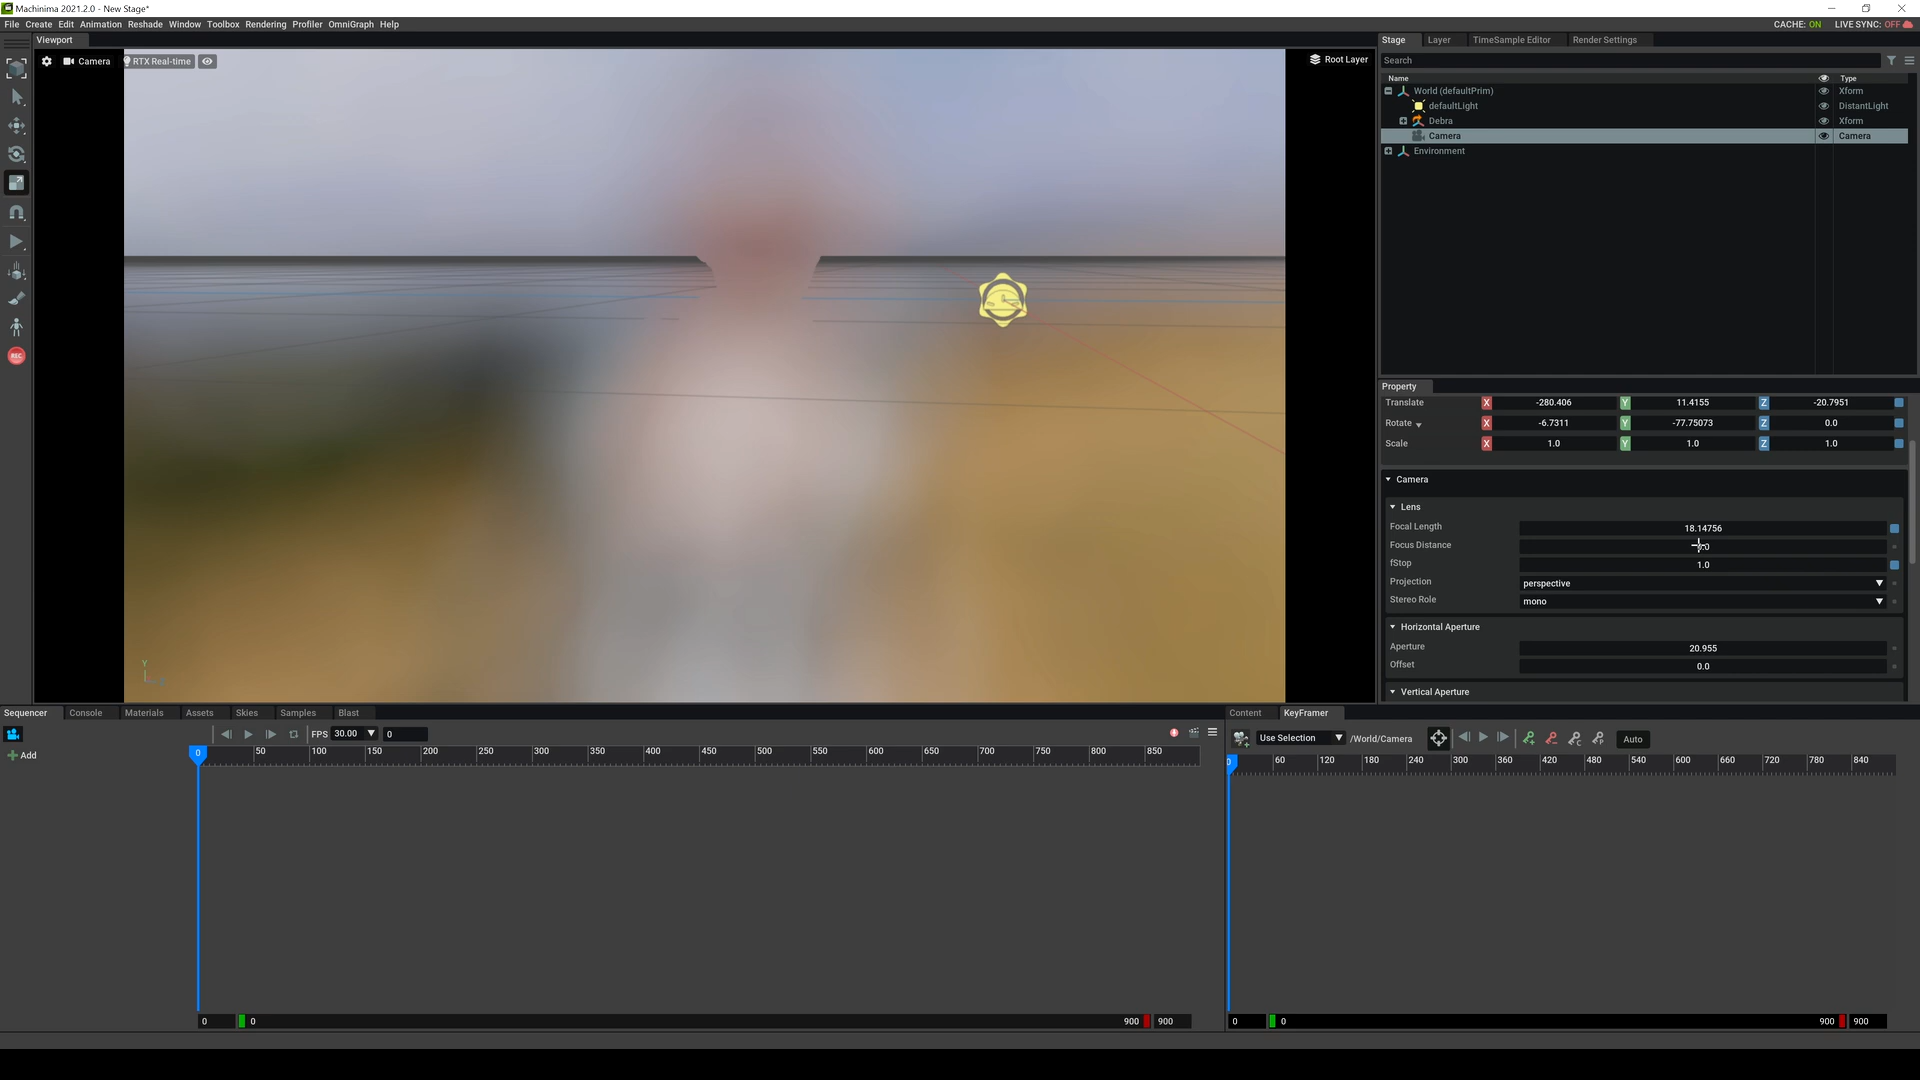 Machinima 2021.2.0 - New Stage*
File Create Edit Animation Reshade Window Toolbox Rendering Profiler OmniGraph Help
CACHE: ON LIVE SYNC: OFF
Viewport
Camera RTX Real-time
Root Layer
Y
Stage Layer TimeSample Editor Render Settings
Search
Name Type
World (defaultPrim) Xform
defaultLight DistantLight
Debra Xform
Camera Camera
Environment
Property
Translate X -280.406 Y 11.4155 Z -20.7951
Rotate X -6.7311 Y -77.75073 Z 0.0
Scale X 1.0 Y 1.0 Z 1.0
Camera
Lens
Focal Length 18.14756
Focus Distance
fStop 1.0
Projection perspective
Stereo Role mono
Horizontal Aperture
Aperture 20.955
Offset 0.0
Vertical Aperture
Sequencer Console Materials Assets Skies Samples Blast
FPS 30.00 0
Add
0 50 100 150 200 250 300 350 400 450 500 550 600 650 700 750 800 850
0 0 900 900
Content KeyFramer
Use Selection /World/Camera Auto
0 60 120 180 240 300 360 420 480 540 600 660 720 780 840
0 0 900 900
REC